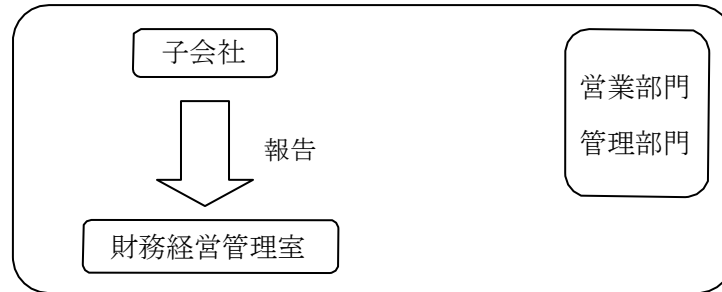 子会社
報告
財務経営管理室
営業部門
管理部門